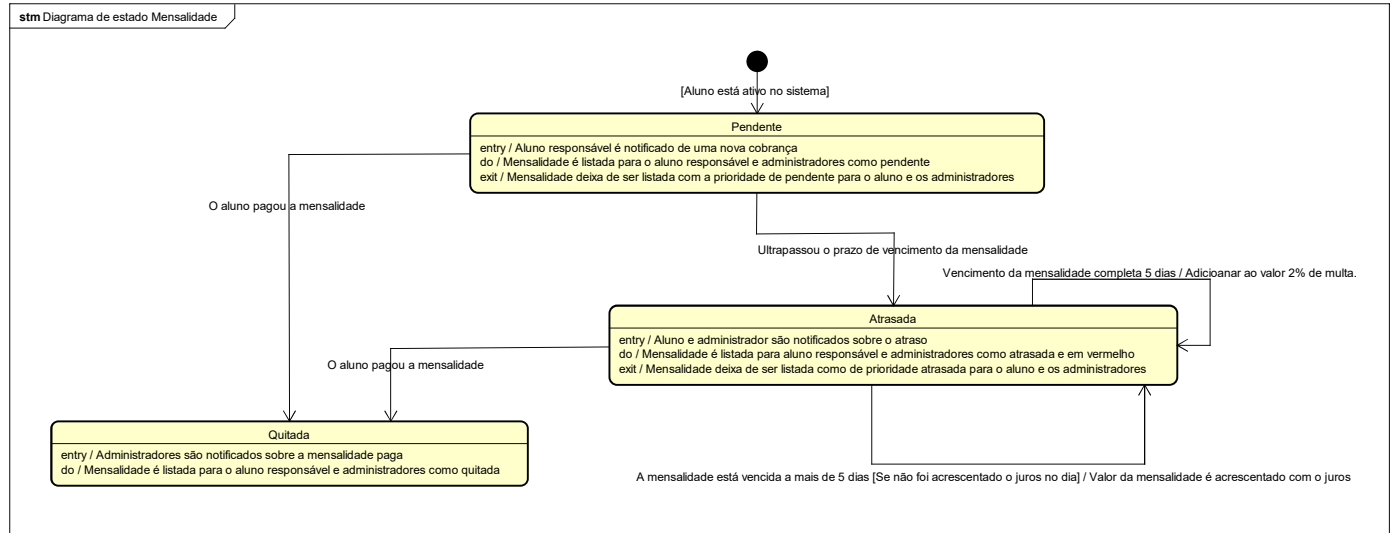 stm Diagrama de estado Mensalidade
[Aluno está ativo no sistema]
Pendente
entry / Aluno responsável é notificado de uma nova cobrança
do / Mensalidade é listada para o aluno responsável e administradores como pendente
exit / Mensalidade deixa de ser listada com a prioridade de pendente para o aluno e os administradores
O aluno pagou a mensalidade
Ultrapassou o prazo de vencimento da mensalidade
Vencimento da mensalidade completa 5 dias / Adicioanar ao valor 2% de multa.
Atrasada
entry / Aluno e administrador são notificados sobre o atraso
do / Mensalidade é listada para aluno responsável e administradores como atrasada e em vermelho
exit / Mensalidade deixa de ser listada como de prioridade atrasada para o aluno e os administradores
O aluno pagou a mensalidade
Quitada
entry / Administradores são notificados sobre a mensalidade paga
do / Mensalidade é listada para o aluno responsável e administradores como quitada
A mensalidade está vencida a mais de 5 dias [Se não foi acrescentado o juros no dia] / Valor da mensalidade é acrescentado com o juros